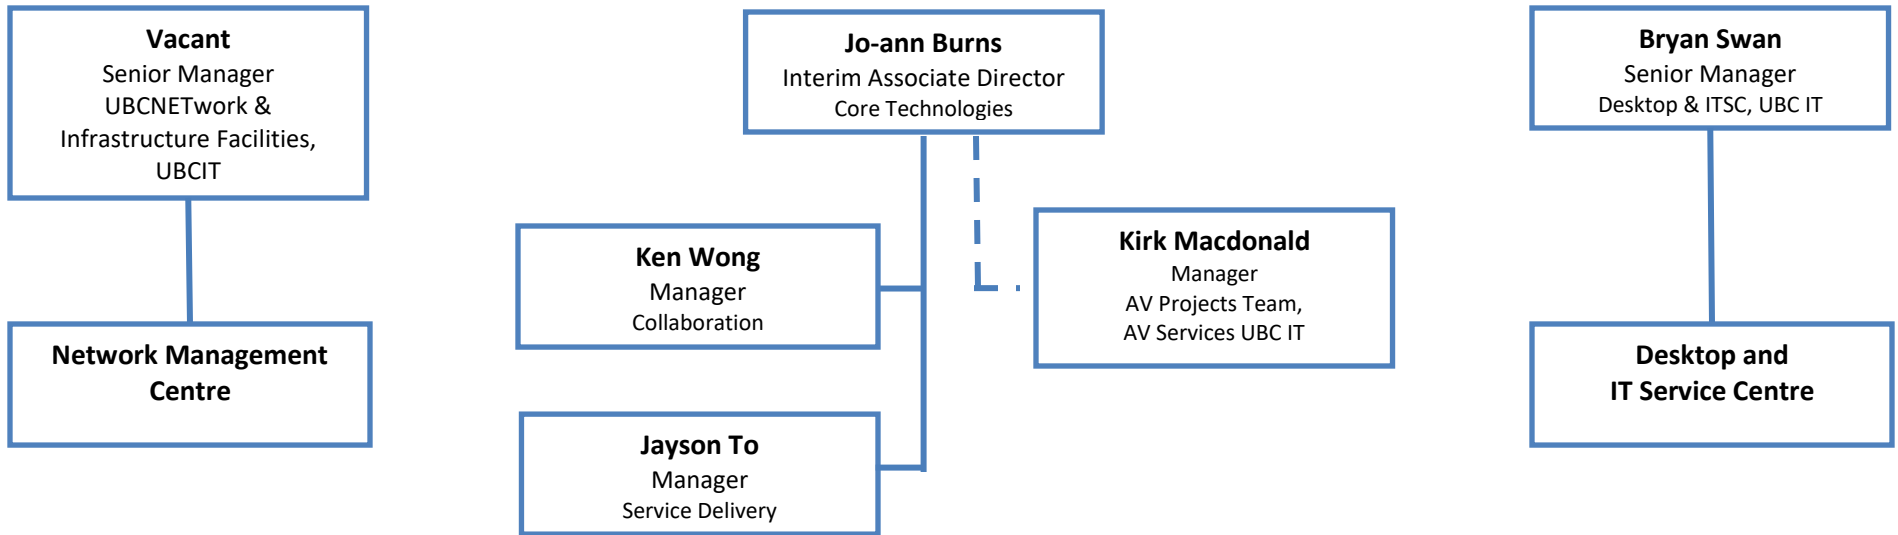 Vacant
Senior Manager
UBCNETwork &
Infrastructure Facilities,
UBCIT
Jo-ann Burns
Interim Associate Director
Core Technologies
Bryan Swan
Senior Manager
Desktop & ITSC, UBC IT
Ken Wong
Manager
Collaboration
Kirk Macdonald
Manager
AV Projects Team,
AV Services UBC IT
Network Management
Centre
Desktop and
IT Service Centre
Jayson To
Manager
Service Delivery